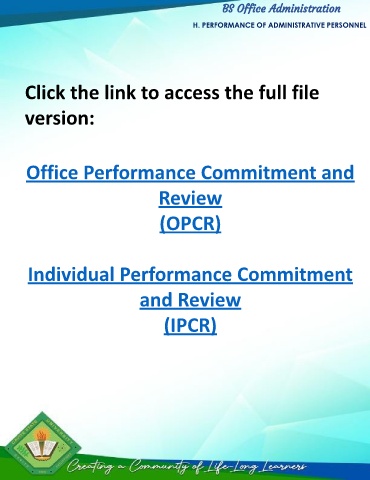 BS Office Administration
H. PERFORMANCE OF ADMINISTRATIVE PERSONNEL
Click the link to access the full file
version:
Office Performance Commitment and
Review
(OPCR)
Individual Performance Commitment
and Review
(IPCR)
Creating a Community of Life-Long Learners